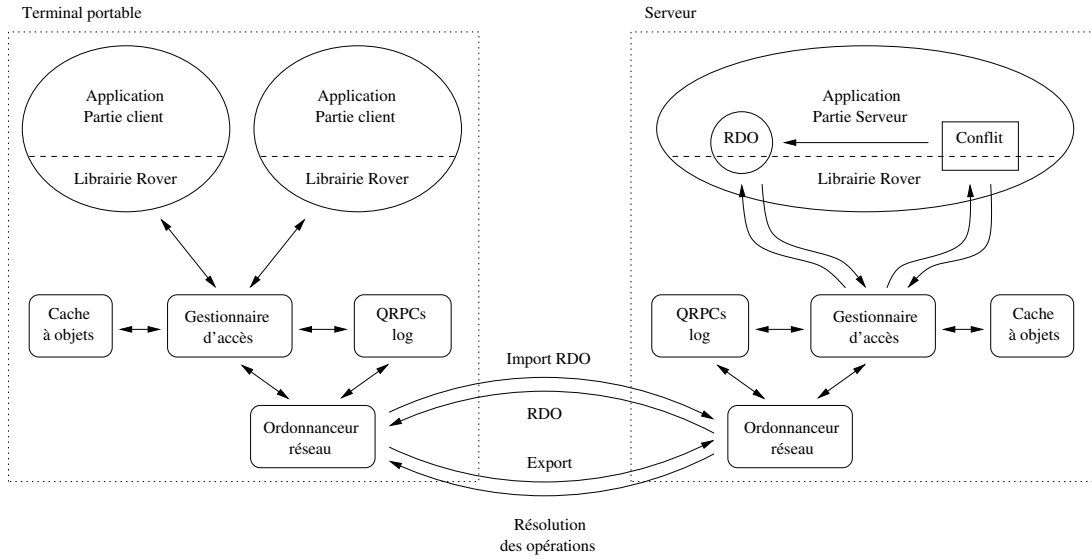 Terminal portable
Serveur
Application
Partie client
Librairie Rover
Application
Partie client
Librairie Rover
Application
Partie Serveur
RDO
Conflit
Librairie Rover
Cache
à objets
Gestionnaire
d'accès
QRPCs
log
QRPCs
log
Gestionnaire
d'accès
Cache
à objets
Import RDO
RDO
Export
Ordonnanceur
réseau
Ordonnanceur
réseau
Résolution
des opérations